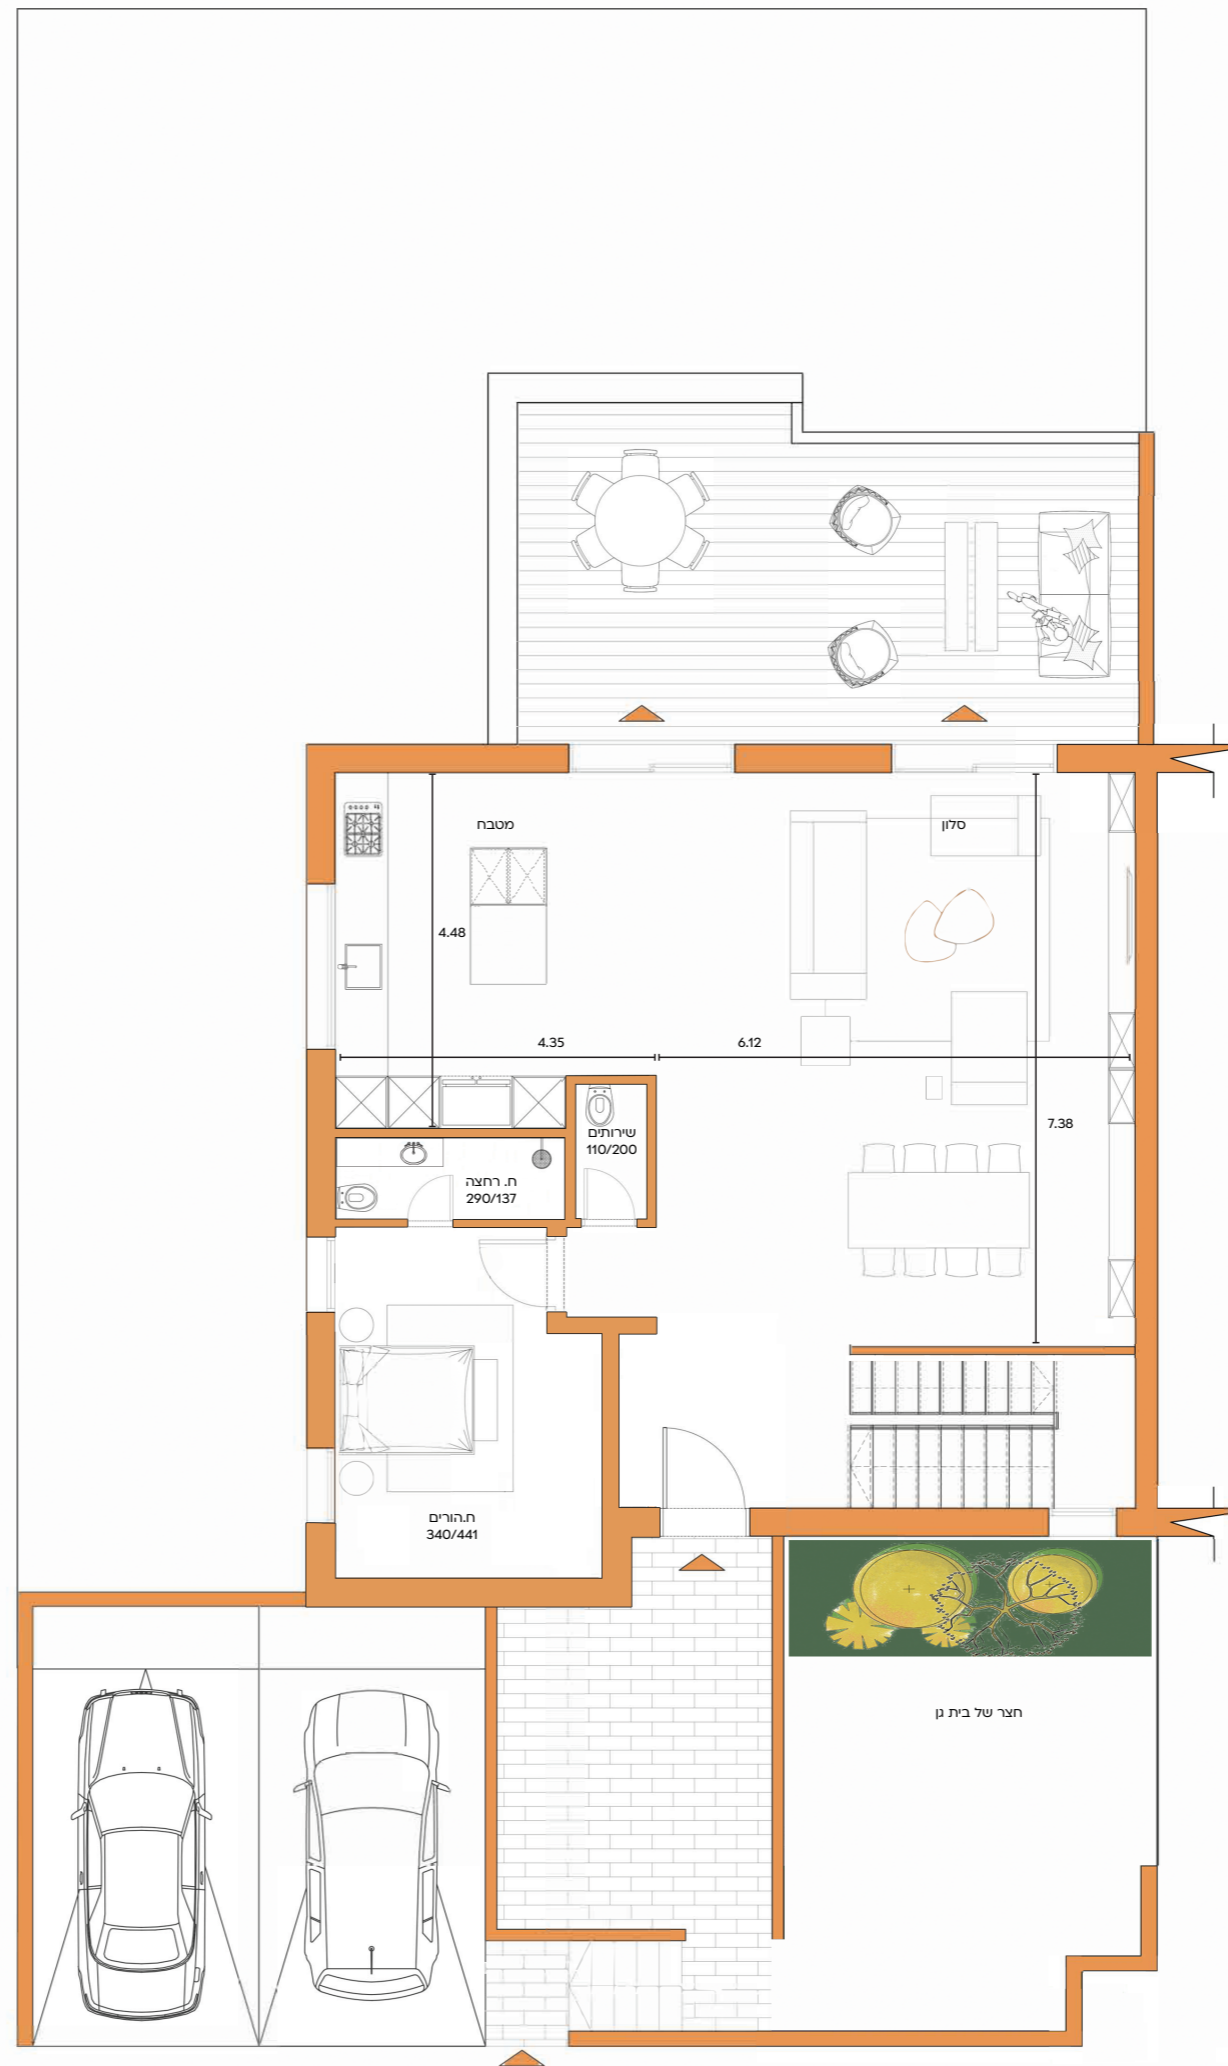 מטבח
סלון
4.48
4.35
6.12
7.38
שירותים
110/200
ח. רחצה
290/137
ח.הורים
340/441
חצר של בית גן